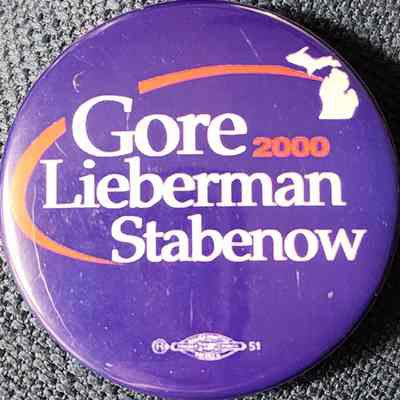 Gore 2000
Lieberman
Stabenow
R 51